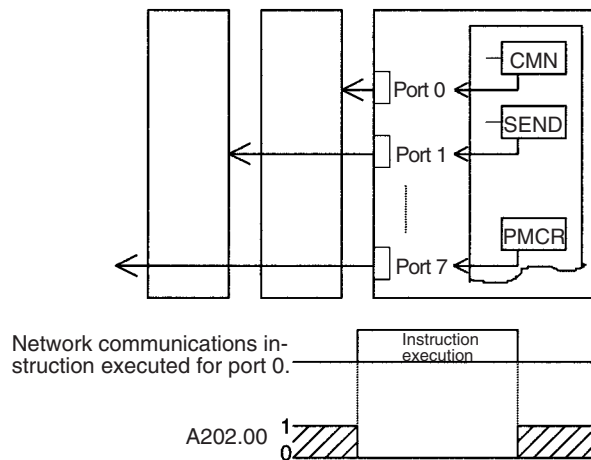 CMN
Port 0
SEND
Port 1
PMCR
Port 7
Network communications in-
struction executed for port 0.
Instruction
execution
A202.00
1
0